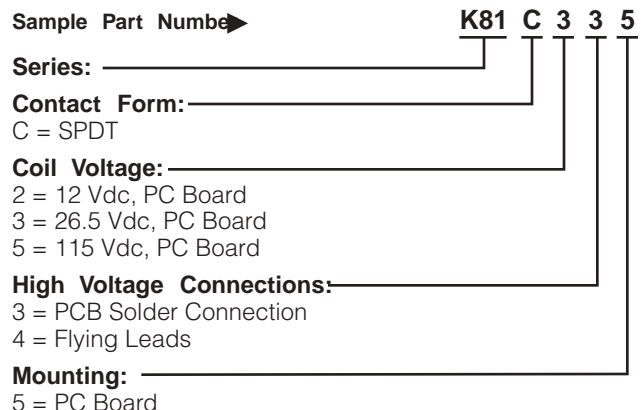 Sample Part Number K81 C 3 3 5
Series:
Contact Form:
C = SPDT
Coil Voltage:
2 = 12 Vdc, PC Board
3 = 26.5 Vdc, PC Board
5 = 115 Vdc, PC Board
High Voltage Connections:
3 = PCB Solder Connection
4 = Flying Leads
Mounting:
5 = PC Board